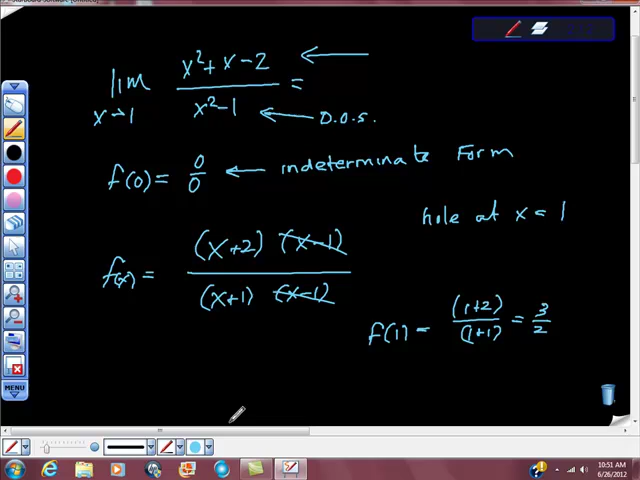 lim x→1 (x²+x-2)/(x²-1) = ←
← D.O.S.
f(0) = 0/0 ← indeterminate Form
hole at x = 1
f(x) = (x+2) (x-1) / (x+1) (x-1)
f(1) = (1+2)/(1+1) = 3/2
MENU
10:51 AM
6/26/2012